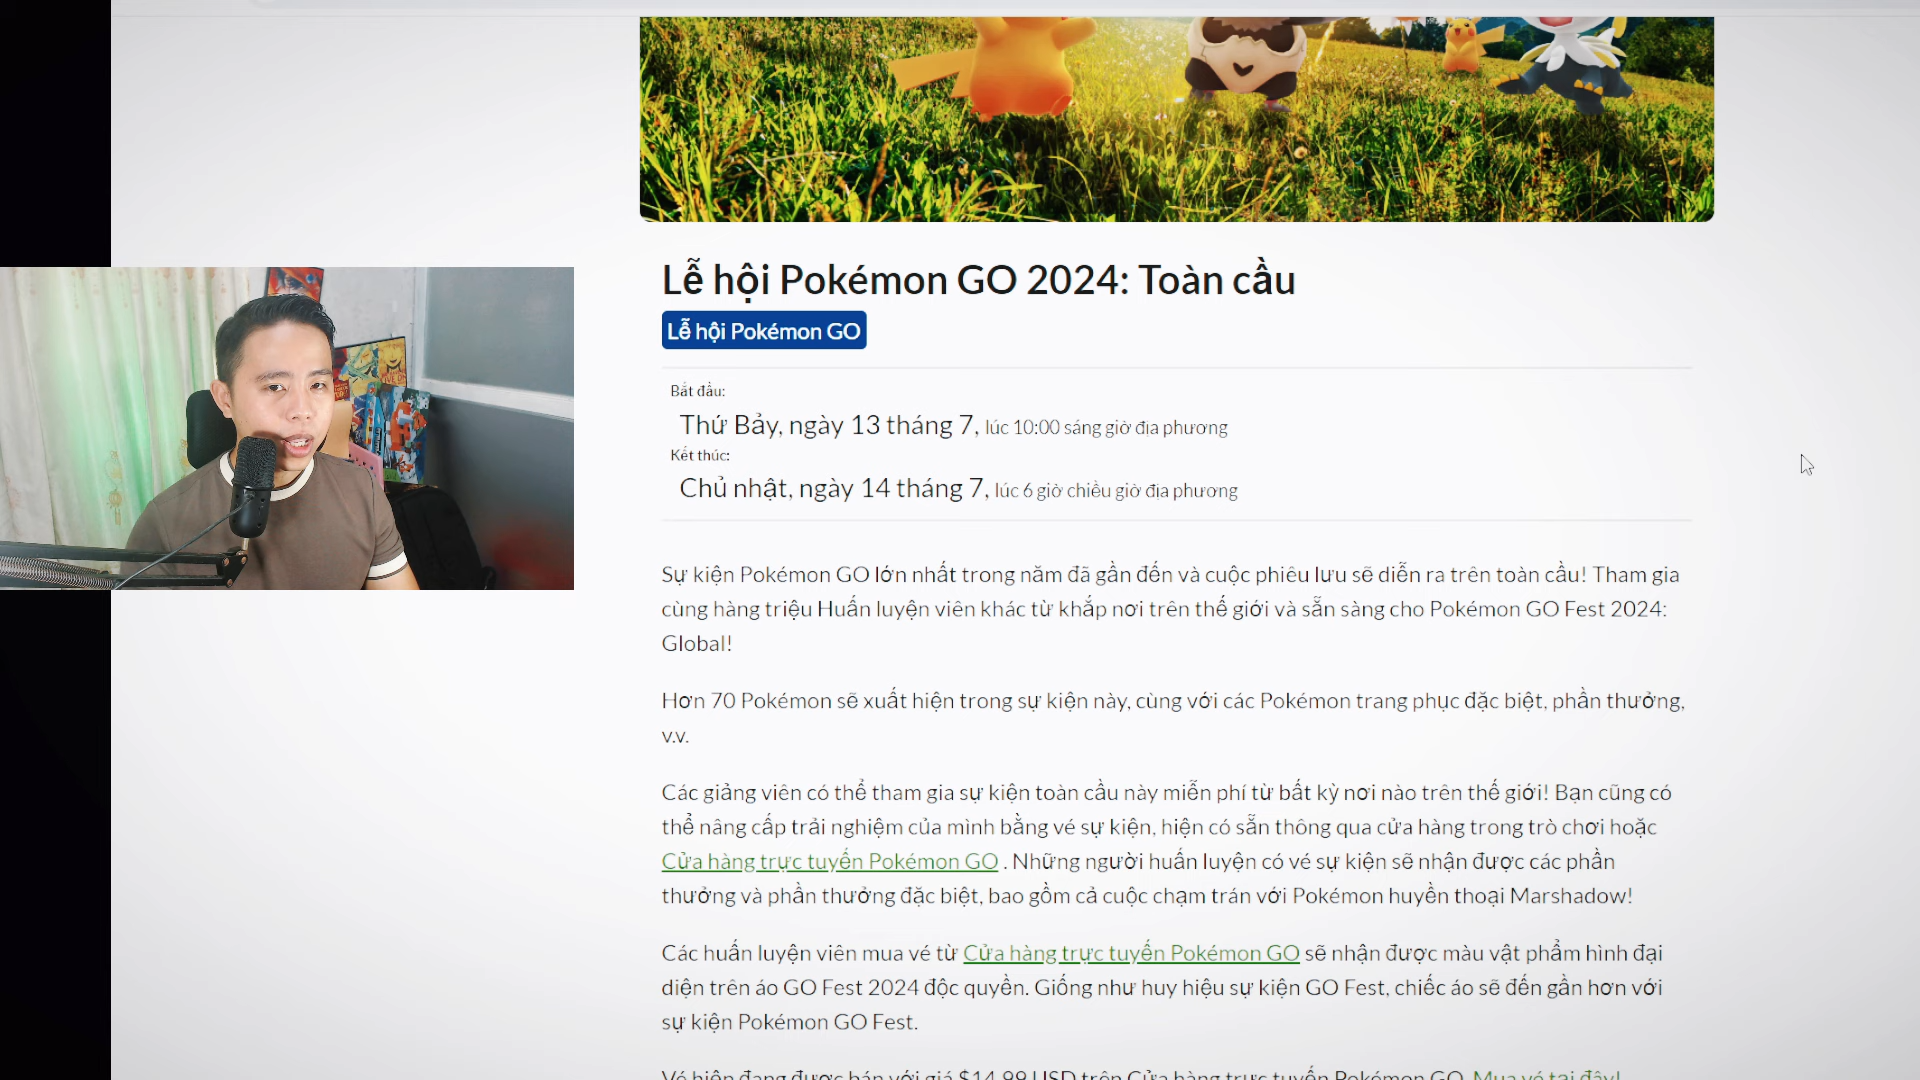 Lễ hội Pokémon GO 2024: Toàn cầu
Lễ hội Pokémon GO
Bắt đầu:
Thứ Bảy, ngày 13 tháng 7, lúc 10:00 sáng giờ địa phương
Kết thúc:
Chủ nhật, ngày 14 tháng 7, lúc 6 giờ chiều giờ địa phương
Sự kiện Pokémon GO lớn nhất trong năm đã gần đến và cuộc phiêu lưu sẽ diễn ra trên toàn cầu! Tham gia
cùng hàng triệu Huấn luyện viên khác từ khắp nơi trên thế giới và sẵn sàng cho Pokémon GO Fest 2024:
Global!
Hơn 70 Pokémon sẽ xuất hiện trong sự kiện này, cùng với các Pokémon trang phục đặc biệt, phần thưởng,
v.v.
Các giảng viên có thể tham gia sự kiện toàn cầu này miễn phí từ bất kỳ nơi nào trên thế giới! Bạn cũng có
thể nâng cấp trải nghiệm của mình bằng vé sự kiện, hiện có sẵn thông qua cửa hàng trong trò chơi hoặc
Cửa hàng trực tuyến Pokémon GO . Những người huấn luyện có vé sự kiện sẽ nhận được các phần
thưởng và phần thưởng đặc biệt, bao gồm cả cuộc chạm trán với Pokémon huyền thoại Marshadow!
Các huấn luyện viên mua vé từ Cửa hàng trực tuyến Pokémon GO sẽ nhận được màu vật phẩm hình đại
diện trên áo GO Fest 2024 độc quyền. Giống như huy hiệu sự kiện GO Fest, chiếc áo sẽ đến gần hơn với
sự kiện Pokémon GO Fest.
Vé hiện đang được bán với giá $14.99 USD trên Cửa hàng trực tuyến Pokémon GO. Mua vé tại đây!